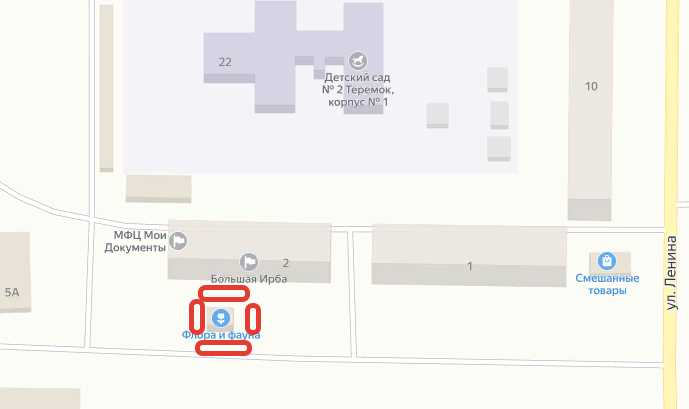 22
Детский сад
№ 2 Теремок,
корпус № 1
10
МФЦ Мои
Документы
2
Большая Ирба
1
5А
Смешанные
товары
ул. Ленина
Флора и фауна